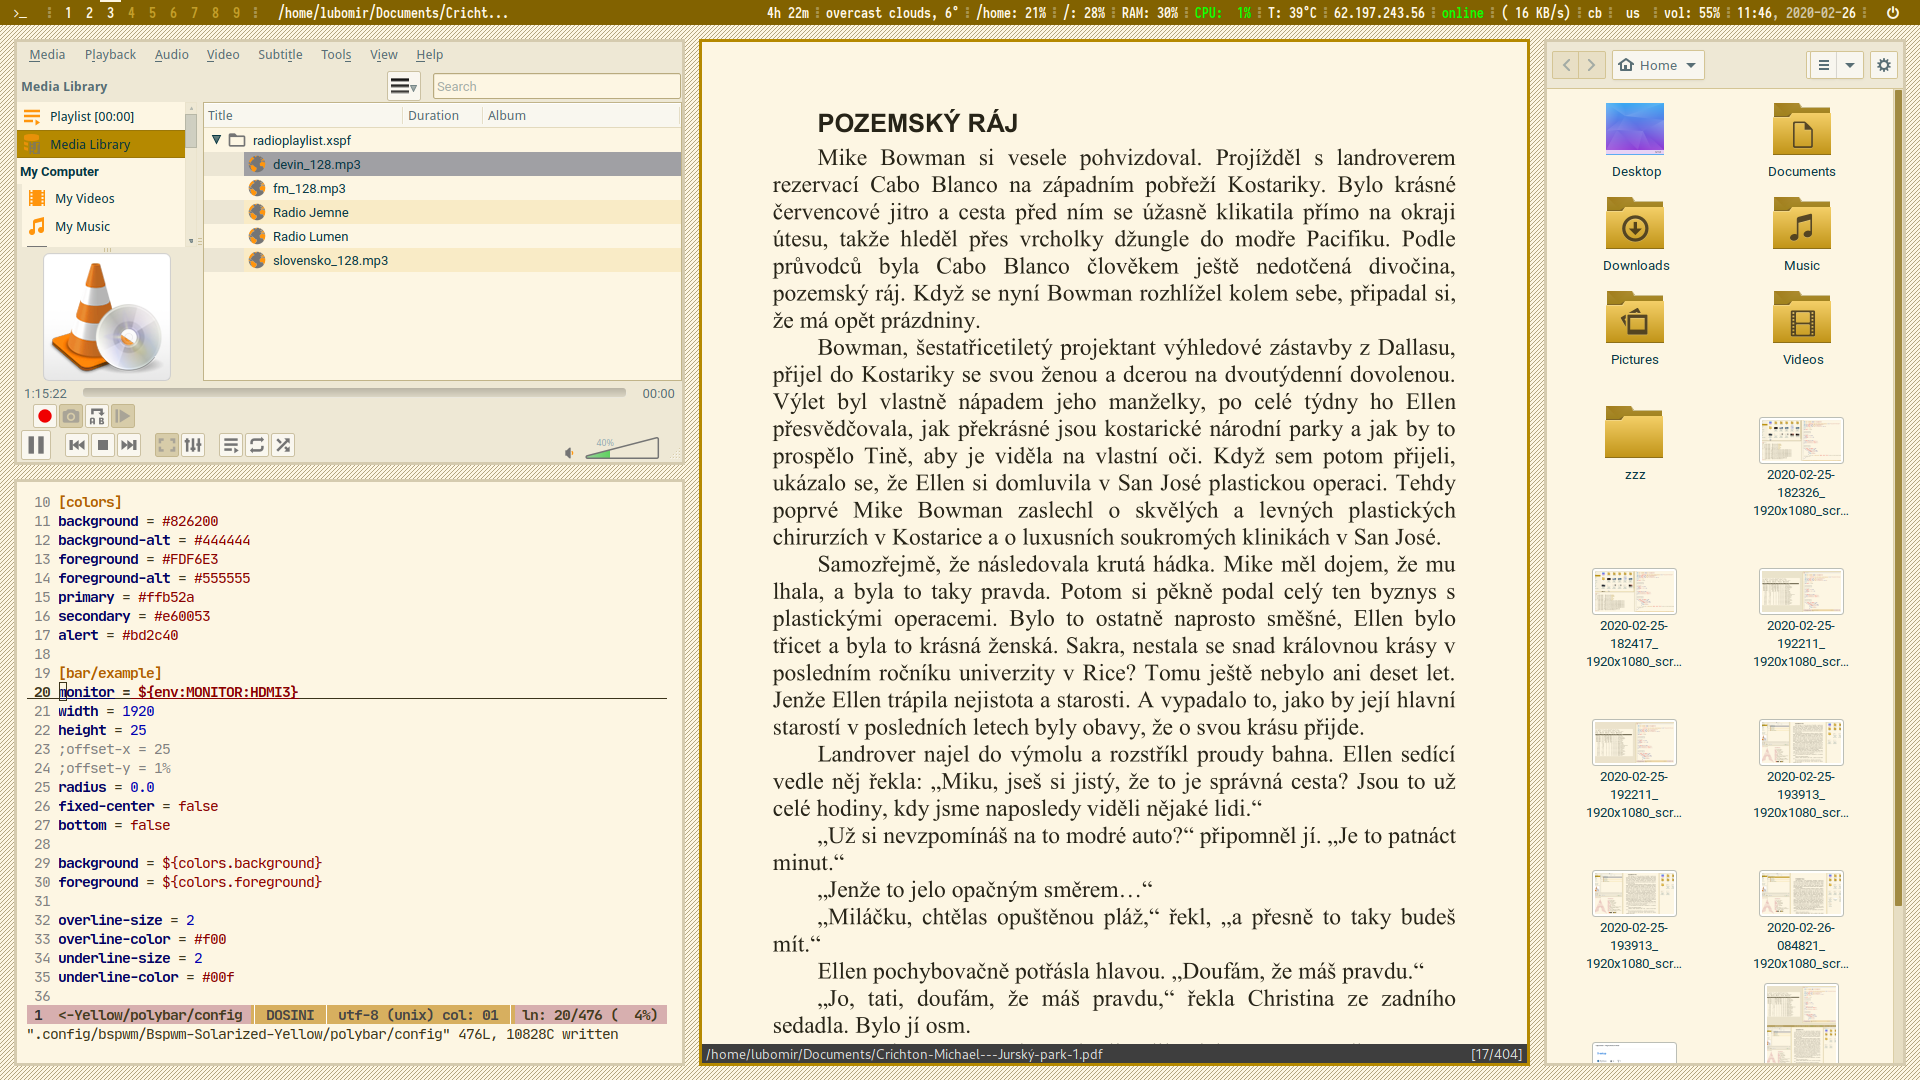 >_ 1 2 3 4 5 6 7 8 9 /home/lubomir/Documents/Cricht... 4h 22m overcast clouds, 6° /home: 21% /: 28% RAM: 30% CPU: 1% T: 39°C 62.197.243.56 online ( 16 KB/s) cb us vol: 55% 11:46, 2020-02-26
Media Playback Audio Video Subtitle Tools View Help
Media Library
Search
Playlist [00:00]
Media Library
My Computer
My Videos
My Music
Title Duration Album
radioplaylist.xspf
devin_128.mp3
fm_128.mp3
Radio Jemne
Radio Lumen
slovensko_128.mp3
1:15:22 00:00
A B
40%
10 [colors]
11 background = #826200
12 background-alt = #444444
13 foreground = #FDF6E3
14 foreground-alt = #555555
15 primary = #ffb52a
16 secondary = #e60053
17 alert = #bd2c40
18
19 [bar/example]
20 monitor = ${env:MONITOR:HDMI3}
21 width = 1920
22 height = 25
23 ;offset-x = 25
24 ;offset-y = 1%
25 radius = 0.0
26 fixed-center = false
27 bottom = false
28
29 background = ${colors.background}
30 foreground = ${colors.foreground}
31
32 overline-size = 2
33 overline-color = #f00
34 underline-size = 2
35 underline-color = #00f
36
1 <-Yellow/polybar/config DOSINI utf-8 (unix) col: 01 ln: 20/476 ( 4%)
".config/bspwm/Bspwm-Solarized-Yellow/polybar/config" 476L, 10828C written
POZEMSKÝ RÁJ
Mike Bowman si vesele pohvizdoval. Projížděl s landroverem
rezervací Cabo Blanco na západním pobřeží Kostariky. Bylo krásné
červencové jitro a cesta před ním se úžasně klikatila přímo na okraji
útesu, takže hleděl přes vrcholky džungle do modře Pacifiku. Podle
průvodců byla Cabo Blanco člověkem ještě nedotčená divočina,
pozemský ráj. Když se nyní Bowman rozhlížel kolem sebe, připadal si,
že má opět prázdniny.
Bowman, šestatřicetiletý projektant výhledové zástavby z Dallasu,
přijel do Kostariky se svou ženou a dcerou na dvoutýdenní dovolenou.
Výlet byl vlastně nápadem jeho manželky, po celé týdny ho Ellen
přesvědčovala, jak překrásné jsou kostarické národní parky a jak by to
prospělo Tině, aby je viděla na vlastní oči. Když sem potom přijeli,
ukázalo se, že Ellen si domluvila v San José plastickou operaci. Tehdy
poprvé Mike Bowman zaslechl o skvělých a levných plastických
chirurzích v Kostarice a o luxusních soukromých klinikách v San José.
Samozřejmě, že následovala krutá hádka. Mike měl dojem, že mu
lhala, a byla to taky pravda. Potom si pěkně podal celý ten byznys s
plastickými operacemi. Bylo to ostatně naprosto směšné, Ellen bylo
třicet a byla to krásná ženská. Sakra, nestala se snad královnou krásy v
posledním ročníku univerzity v Rice? Tomu ještě nebylo ani deset let.
Jenže Ellen trápila nejistota a starosti. A vypadalo to, jako by její hlavní
starostí v posledních letech byly obavy, že o svou krásu přijde.
Landrover najel do výmolu a rozstříkl proudy bahna. Ellen sedící
vedle něj řekla: „Miku, jseš si jistý, že to je správná cesta? Jsou to už
celé hodiny, kdy jsme naposledy viděli nějaké lidi.“
„Už si nevzpomínáš na to modré auto?“ připomněl jí. „Je to patnáct
minut.“
„Jenže to jelo opačným směrem…“
„Miláčku, chtělas opuštěnou pláž,“ řekl, „a přesně to taky budeš
mít.“
Ellen pochybovačně potřásla hlavou. „Doufám, že máš pravdu.“
„Jo, tati, doufám, že máš pravdu,“ řekla Christina ze zadního
sedadla. Bylo jí osm.
/home/lubomir/Documents/Crichton-Michael---Jurský-park-1.pdf [17/404]
Home
Desktop
Documents
Downloads
Music
Pictures
Videos
zzz
2020-02-25-
182326_
1920x1080_scr...
2020-02-25-
182417_
1920x1080_scr...
2020-02-25-
192211_
1920x1080_scr...
2020-02-25-
192211_
1920x1080_scr...
2020-02-25-
193913_
1920x1080_scr...
2020-02-25-
193913_
1920x1080_scr...
2020-02-26-
084821_
1920x1080_scr...